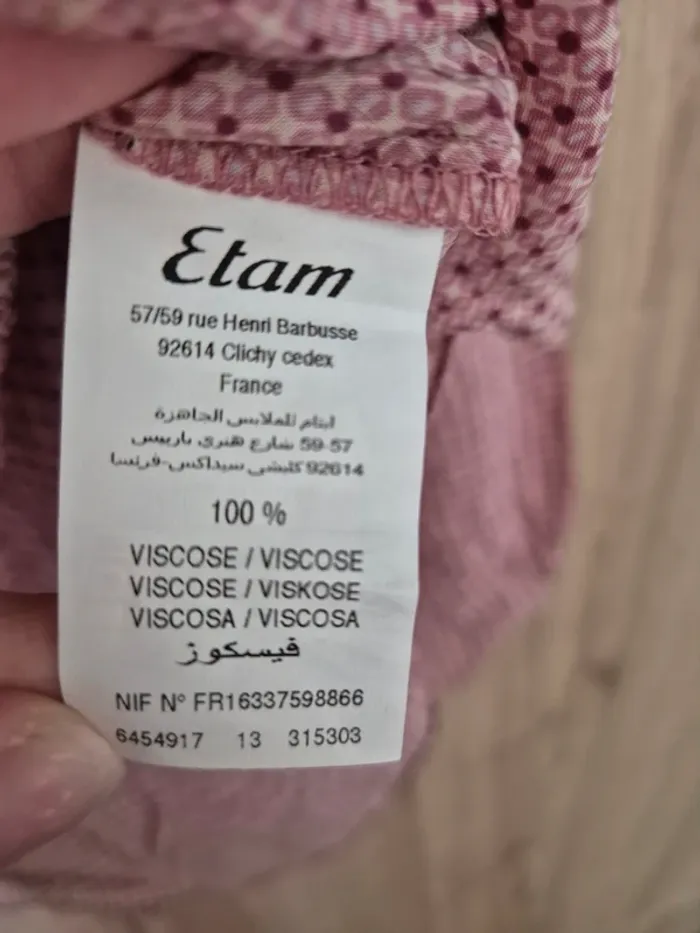 Etam
57/59 rue Henri Barbusse
92614 Clichy cedex
France
ايتام للملابس الجاهزة
59-57 شارع هنري باربيس
92614 كليشي سيداكس-فرنسا
100 %
VISCOSE / VISCOSE
VISCOSE / VISKOSE
VISCOSA / VISCOSA
فيسكوز
NIF N° FR16337598866
6454917 13 315303